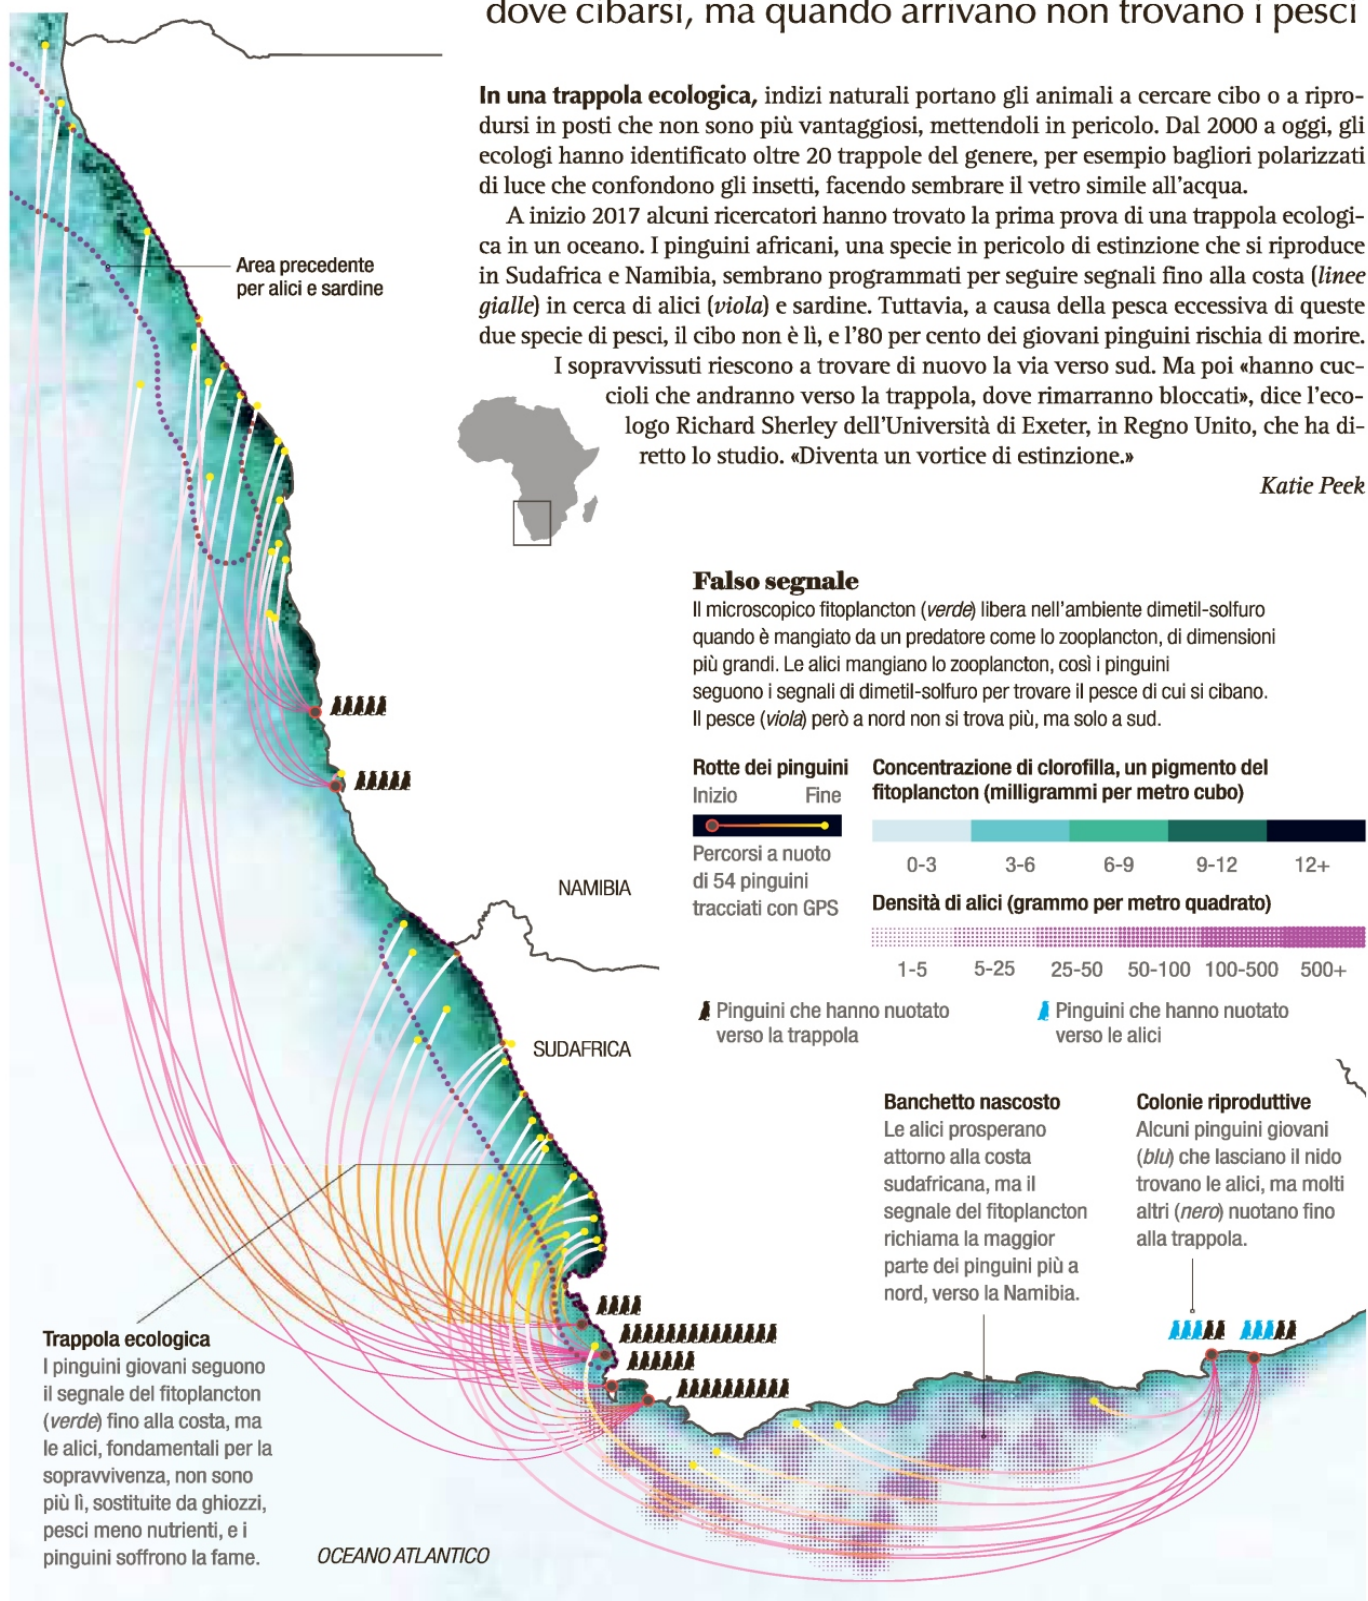 dove cibarsi, ma quando arrivano non trovano i pesci
In una trappola ecologica, indizi naturali portano gli animali a cercare cibo o a ripro-
dursi in posti che non sono più vantaggiosi, mettendoli in pericolo. Dal 2000 a oggi, gli
ecologi hanno identificato oltre 20 trappole del genere, per esempio bagliori polarizzati
di luce che confondono gli insetti, facendo sembrare il vetro simile all'acqua.
A inizio 2017 alcuni ricercatori hanno trovato la prima prova di una trappola ecologi-
ca in un oceano. I pinguini africani, una specie in pericolo di estinzione che si riproduce
in Sudafrica e Namibia, sembrano programmati per seguire segnali fino alla costa (linee
gialle) in cerca di alici (viola) e sardine. Tuttavia, a causa della pesca eccessiva di queste
due specie di pesci, il cibo non è lì, e l'80 per cento dei giovani pinguini rischia di morire.
I sopravvissuti riescono a trovare di nuovo la via verso sud. Ma poi «hanno cuc-
cioli che andranno verso la trappola, dove rimarranno bloccati», dice l'eco-
logo Richard Sherley dell'Università di Exeter, in Regno Unito, che ha di-
retto lo studio. «Diventa un vortice di estinzione.»
Katie Peek
Area precedente
per alici e sardine
Falso segnale
Il microscopico fitoplancton (verde) libera nell'ambiente dimetil-solfuro
quando è mangiato da un predatore come lo zooplancton, di dimensioni
più grandi. Le alici mangiano lo zooplancton, così i pinguini
seguono i segnali di dimetil-solfuro per trovare il pesce di cui si cibano.
Il pesce (viola) però a nord non si trova più, ma solo a sud.
Rotte dei pinguini
Inizio Fine
Percorsi a nuoto
di 54 pinguini
tracciati con GPS
Concentrazione di clorofilla, un pigmento del
fitoplancton (milligrammi per metro cubo)
0-3 3-6 6-9 9-12 12+
Densità di alici (grammo per metro quadrato)
1-5 5-25 25-50 50-100 100-500 500+
Pinguini che hanno nuotato
verso la trappola
Pinguini che hanno nuotato
verso le alici
NAMIBIA
SUDAFRICA
Banchetto nascosto
Le alici prosperano
attorno alla costa
sudafricana, ma il
segnale del fitoplancton
richiama la maggior
parte dei pinguini più a
nord, verso la Namibia.
Colonie riproduttive
Alcuni pinguini giovani
(blu) che lasciano il nido
trovano le alici, ma molti
altri (nero) nuotano fino
alla trappola.
Trappola ecologica
I pinguini giovani seguono
il segnale del fitoplancton
(verde) fino alla costa, ma
le alici, fondamentali per la
sopravvivenza, non sono
più lì, sostituite da ghiozzi,
pesci meno nutrienti, e i
pinguini soffrono la fame.
OCEANO ATLANTICO